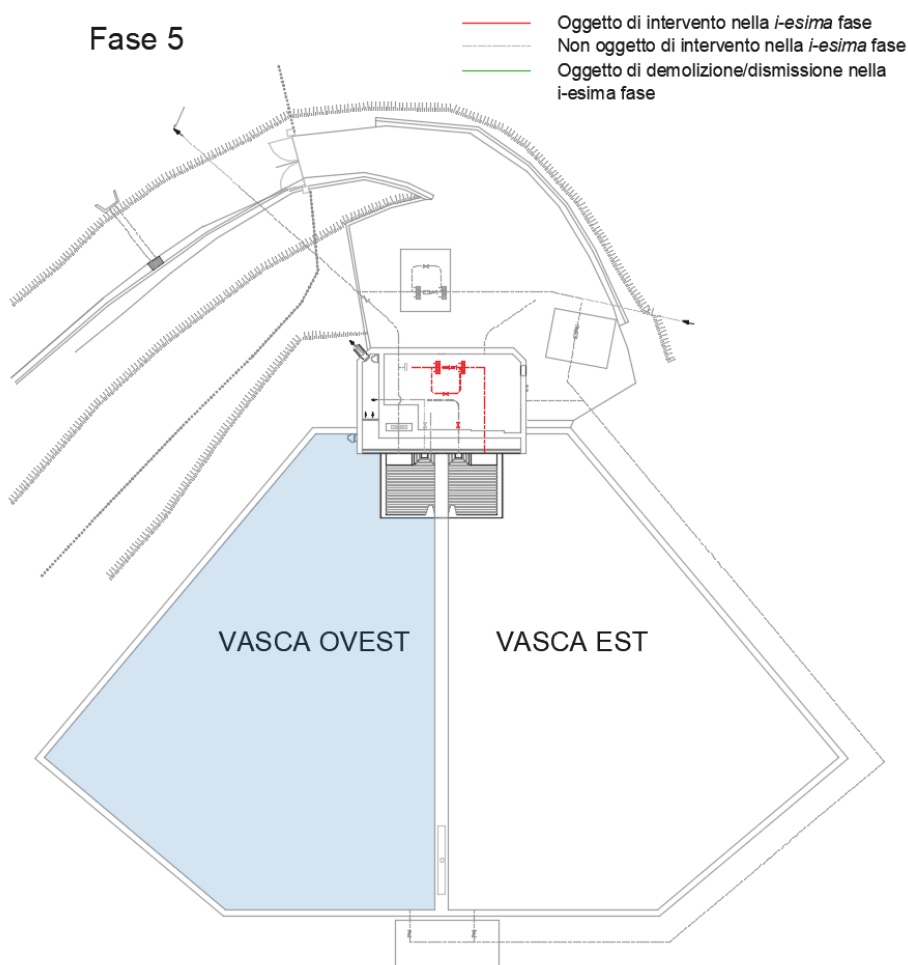 Fase 5
Oggetto di intervento nella i-esima fase
Non oggetto di intervento nella i-esima fase
Oggetto di demolizione/dismissione nella
i-esima fase
VASCA OVEST
VASCA EST